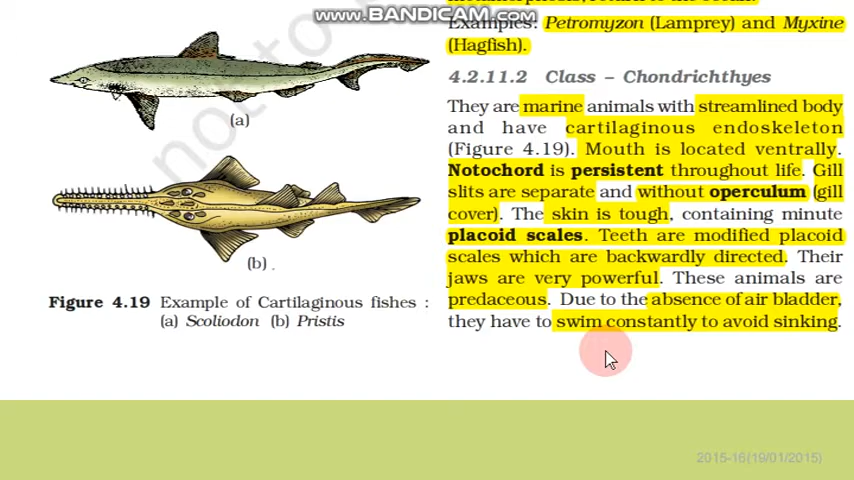 www.BANDICAM.com
not to
(a)
(b) .
Figure 4.19 Example of Cartilaginous fishes :
(a) Scoliodon (b) Pristis
Examples: Petromyzon (Lamprey) and Myxine
(Hagfish).
4.2.11.2 Class – Chondrichthyes
They are marine animals with streamlined body
and have cartilaginous endoskeleton
(Figure 4.19). Mouth is located ventrally.
Notochord is persistent throughout life. Gill
slits are separate and without operculum (gill
cover). The skin is tough, containing minute
placoid scales. Teeth are modified placoid
scales which are backwardly directed. Their
jaws are very powerful. These animals are
predaceous. Due to the absence of air bladder,
they have to swim constantly to avoid sinking.
2015-16(19/01/2015)